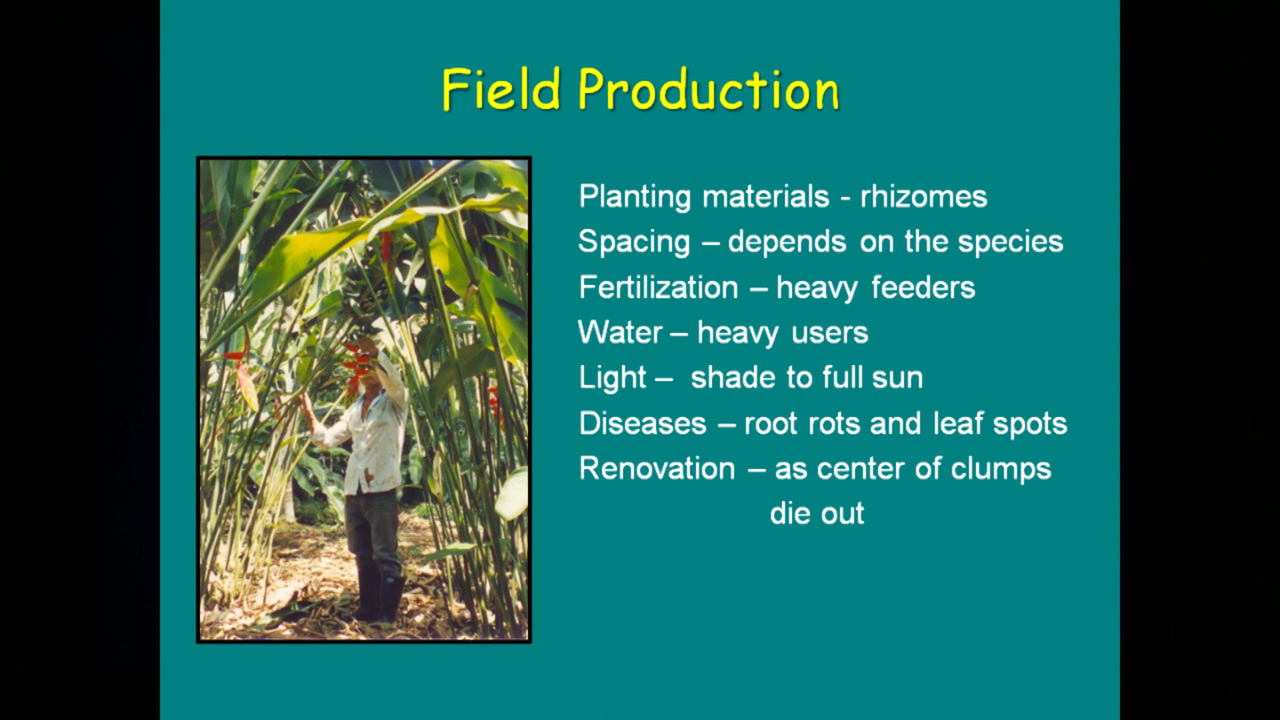 Field Production
Planting materials - rhizomes
Spacing – depends on the species
Fertilization – heavy feeders
Water – heavy users
Light – shade to full sun
Diseases – root rots and leaf spots
Renovation – as center of clumps
die out